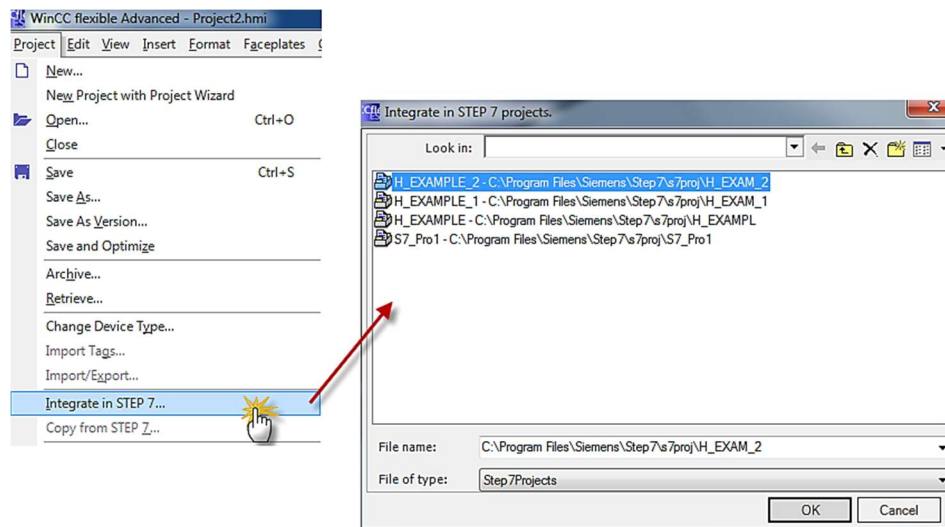 WinCC flexible Advanced - Project2.hmi
Project Edit View Insert Format Faceplates
New...
New Project with Project Wizard
Open... Ctrl+O
Close
Save Ctrl+S
Save As...
Save As Version...
Save and Optimize
Archive...
Retrieve...
Change Device Type...
Import Tags...
Import/Export...
Integrate in STEP 7...
Copy from STEP 7...
Integrate in STEP 7 projects.
Look in:
H_EXAMPLE_2 - C:\Program Files\Siemens\Step7\s7proj\H_EXAM_2
H_EXAMPLE_1 - C:\Program Files\Siemens\Step7\s7proj\H_EXAM_1
H_EXAMPLE - C:\Program Files\Siemens\Step7\s7proj\H_EXAMPL
S7_Pro1 - C:\Program Files\Siemens\Step7\s7proj\S7_Pro1
File name: C:\Program Files\Siemens\Step7\s7proj\H_EXAM_2
File of type: Step7Projects
OK Cancel